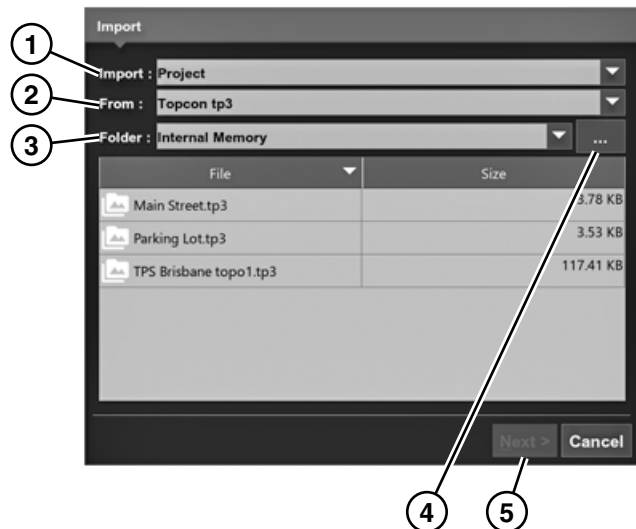 Import
1
Import : Project
2
From : Topcon tp3
3
Folder : Internal Memory ...
File Size
Main Street.tp3 3.78 KB
Parking Lot.tp3 3.53 KB
TPS Brisbane topo1.tp3 117.41 KB
Next > Cancel
4 5